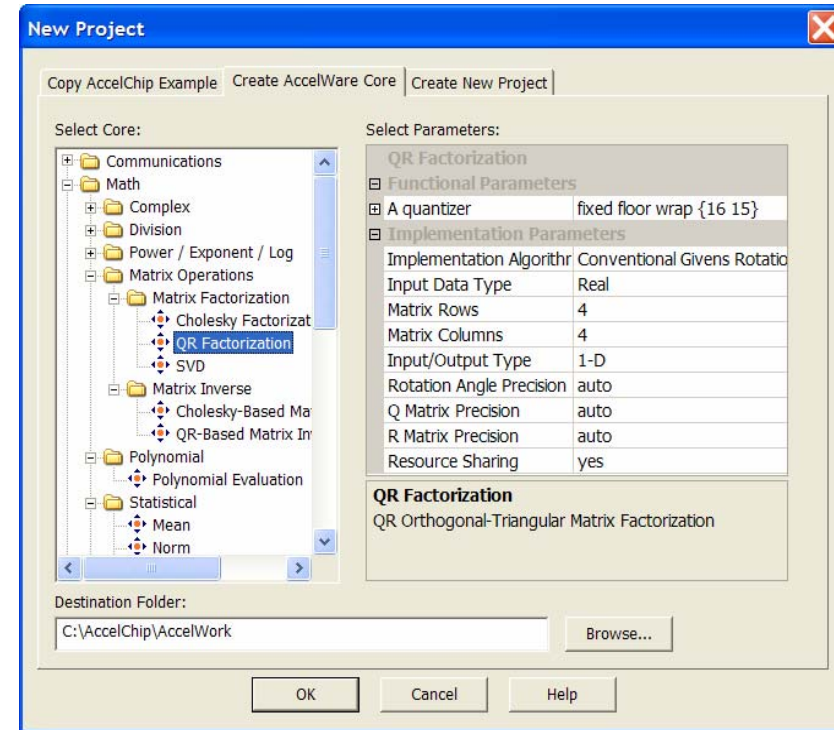 New Project
Copy AccelChip Example
Create AccelWare Core
Create New Project
Select Core:
Communications
Math
Complex
Division
Power / Exponent / Log
Matrix Operations
Matrix Factorization
Cholesky Factorizat
QR Factorization
SVD
Matrix Inverse
Cholesky-Based Ma
QR-Based Matrix In
Polynomial
Polynomial Evaluation
Statistical
Mean
Norm
Select Parameters:
QR Factorization
Functional Parameters
A quantizer fixed floor wrap {16 15}
Implementation Parameters
Implementation Algorithr Conventional Givens Rotatio
Input Data Type Real
Matrix Rows 4
Matrix Columns 4
Input/Output Type 1-D
Rotation Angle Precision auto
Q Matrix Precision auto
R Matrix Precision auto
Resource Sharing yes
QR Factorization
QR Orthogonal-Triangular Matrix Factorization
Destination Folder:
C:\AccelChip\AccelWork
Browse...
OK
Cancel
Help